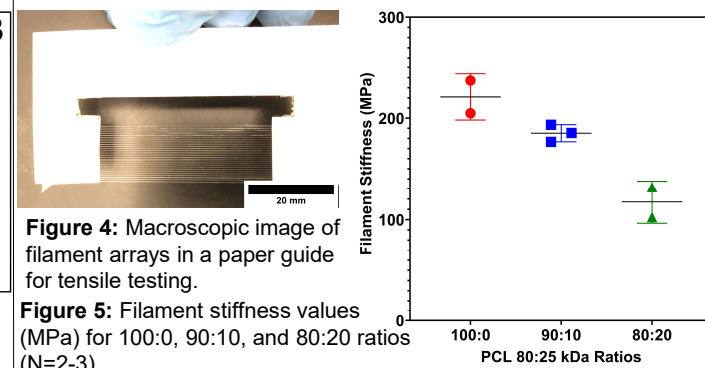 20 mm
Figure 4: Macroscopic image of
filament arrays in a paper guide
for tensile testing.
Figure 5: Filament stiffness values
(MPa) for 100:0, 90:10, and 80:20 ratios
(N=2-3)
Filament Stiffness (MPa)
300
200
100
0
100:0 90:10 80:20
PCL 80:25 kDa Ratios